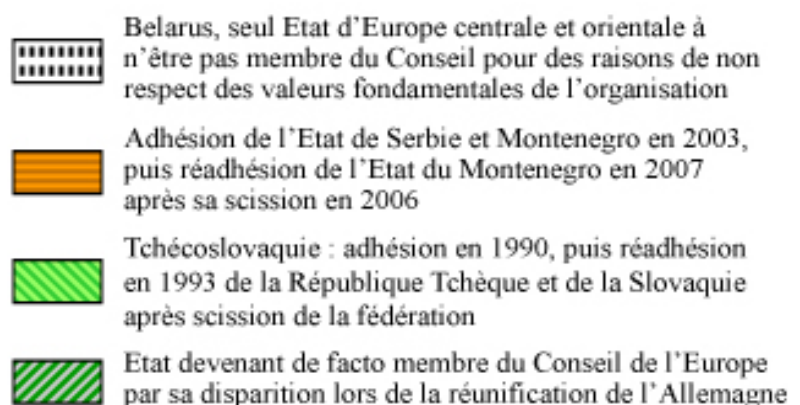 Belarus, seul Etat d'Europe centrale et orientale à
n'être pas membre du Conseil pour des raisons de non
respect des valeurs fondamentales de l'organisation
Adhésion de l'Etat de Serbie et Montenegro en 2003,
puis réadhésion de l'Etat du Montenegro en 2007
après sa scission en 2006
Tchécoslovaquie : adhésion en 1990, puis réadhésion
en 1993 de la République Tchèque et de la Slovaquie
après scission de la fédération
Etat devenant de facto membre du Conseil de l'Europe
par sa disparition lors de la réunification de l'Allemagne